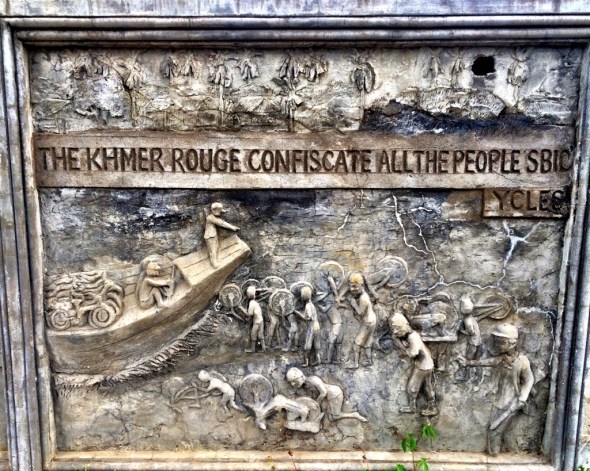 THE KHMER ROUGE CONFISCATE ALL THE PEOPLE SBIC
YCLES